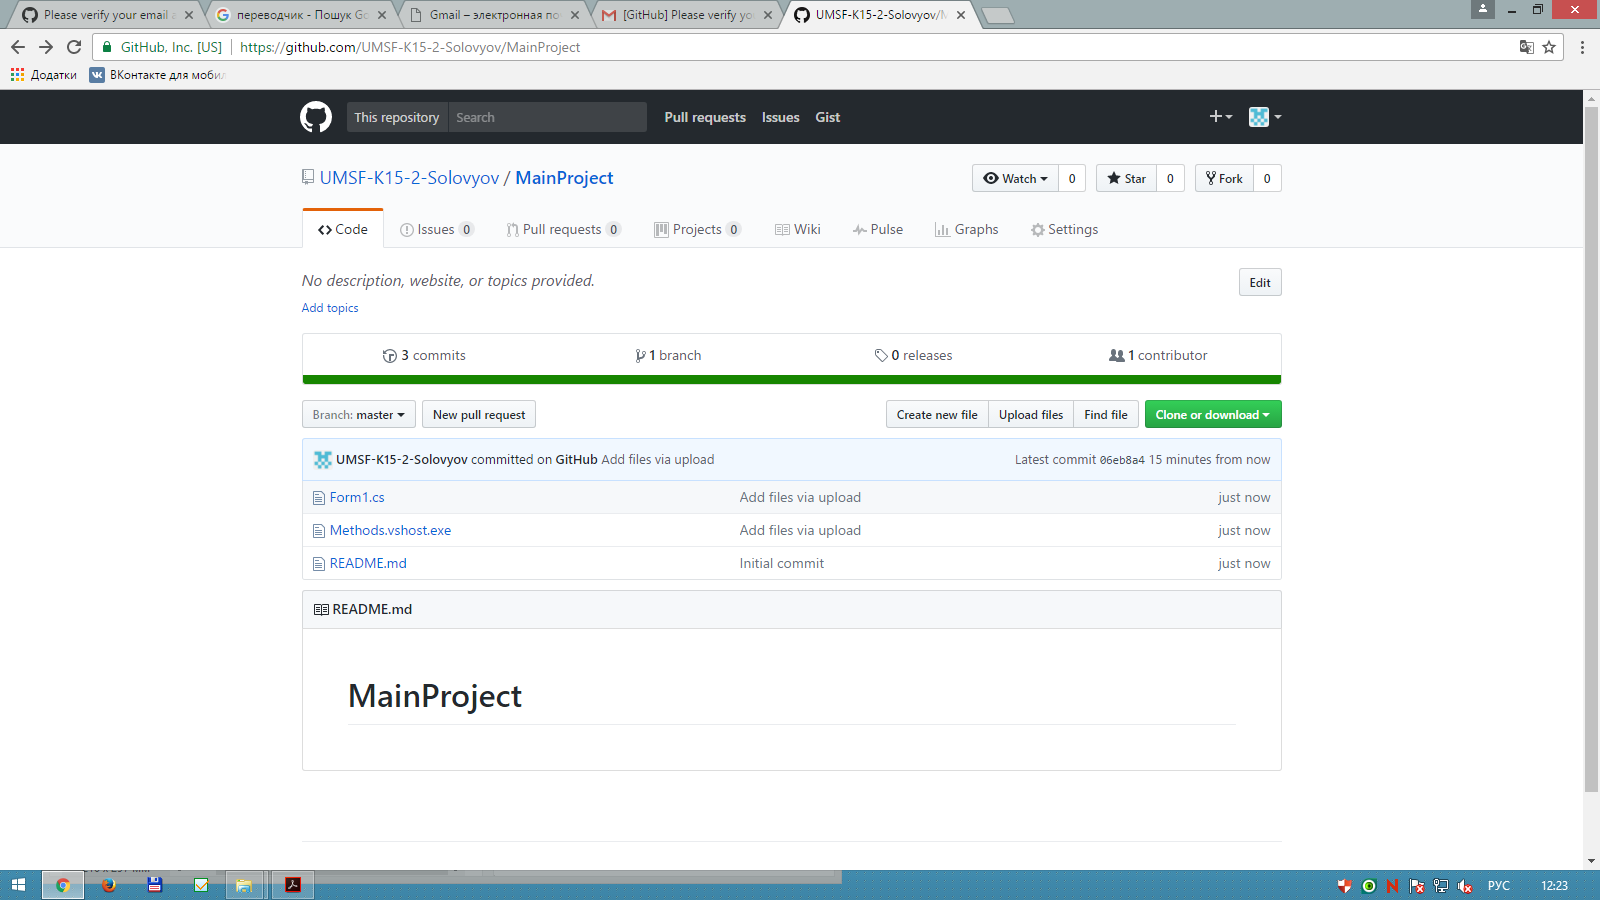 Please verify your email a
переводчик - Пошук Go
Gmail – электронная по
[GitHub] Please verify yo
UMSF-K15-2-Solovyov/M
GitHub, Inc. [US] https://github.com/UMSF-K15-2-Solovyov/MainProject
Додатки ВКонтакте для мобил
This repository Search Pull requests Issues Gist
UMSF-K15-2-Solovyov / MainProject
Watch 0 Star 0 Fork 0
Code Issues 0 Pull requests 0 Projects 0 Wiki Pulse Graphs Settings
No description, website, or topics provided. Edit
Add topics
3 commits 1 branch 0 releases 1 contributor
Branch: master New pull request Create new file Upload files Find file Clone or download
UMSF-K15-2-Solovyov committed on GitHub Add files via upload Latest commit 06eb8a4 15 minutes from now
Form1.cs Add files via upload just now
Methods.vshost.exe Add files via upload just now
README.md Initial commit just now
README.md
MainProject
РУС 12:23